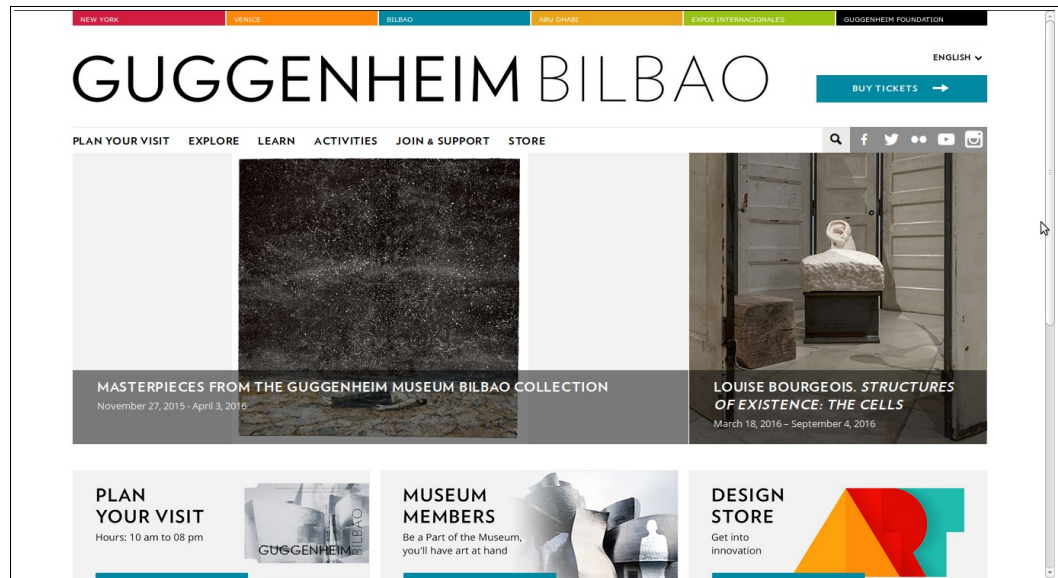 NEW YORK
VENICE
BILBAO
ABU DHABI
EXPOS INTERNACIONALES
GUGGENHEIM FOUNDATION
ENGLISH
GUGGENHEIM BILBAO
BUY TICKETS
PLAN YOUR VISIT
EXPLORE
LEARN
ACTIVITIES
JOIN & SUPPORT
STORE
MASTERPIECES FROM THE GUGGENHEIM MUSEUM BILBAO COLLECTION
November 27, 2015 - April 3, 2016
LOUISE BOURGEOIS. STRUCTURES
OF EXISTENCE: THE CELLS
March 18, 2016 – September 4, 2016
PLAN
YOUR VISIT
Hours: 10 am to 08 pm
GUGGENHEIM
BILBAO
MUSEUM
MEMBERS
Be a Part of the Museum,
you'll have art at hand
DESIGN
STORE
Get into
innovation
ART